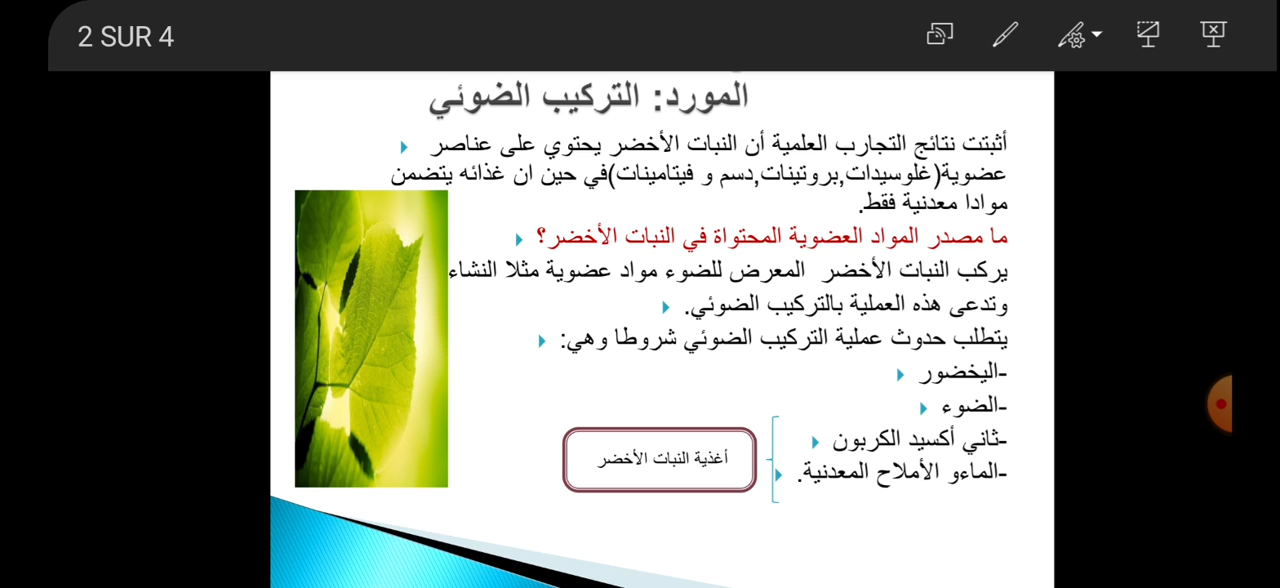 2 SUR 4
المورد: التركيب الضوئي
أثبتت نتائج التجارب العلمية أن النبات الأخضر يحتوي على عناصر
عضوية(غلوسيدات,بروتينات,دسم و فيتامينات)في حين ان غذائه يتضمن
موادا معدنية فقط.
ما مصدر المواد العضوية المحتواة في النبات الأخضر؟
يركب النبات الأخضر المعرض للضوء مواد عضوية مثلا النشاء
وتدعى هذه العملية بالتركيب الضوئي.
يتطلب حدوث عملية التركيب الضوئي شروطا وهي:
-اليخضور
-الضوء
-ثاني أكسيد الكربون
-الماءو الأملاح المعدنية.
أغذية النبات الأخضر